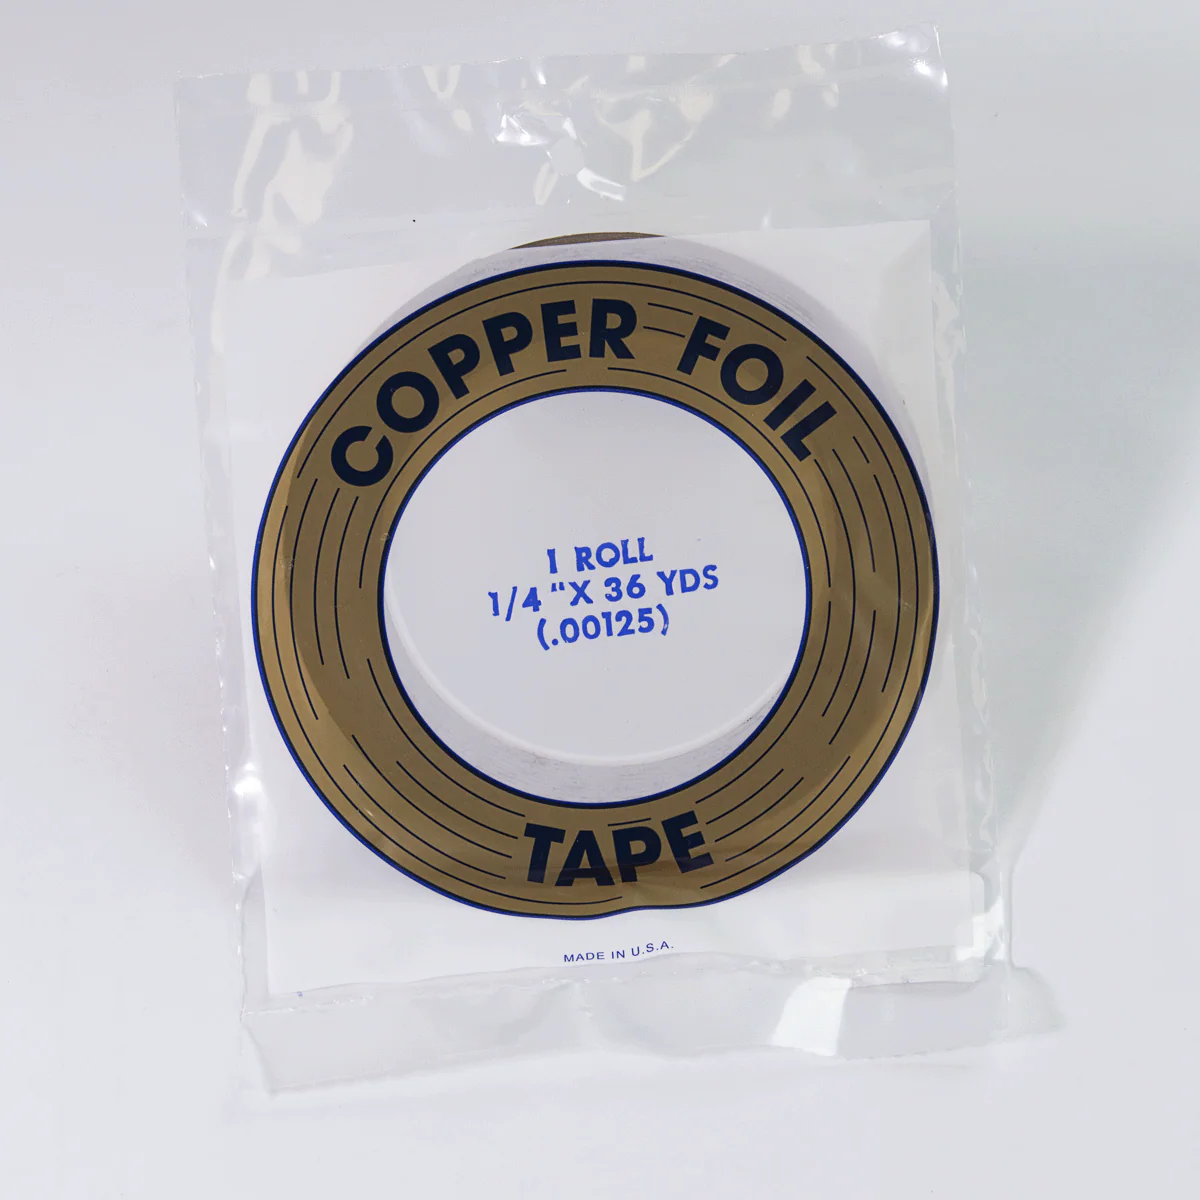 COPPER FOIL
1 ROLL
1/4"X 36 YDS
(.00125)
TAPE
MADE IN U.S.A.